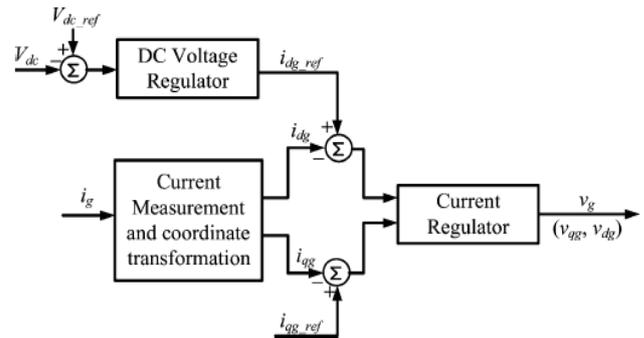 V_dc_ref
+
V_dc
−
Σ
DC Voltage
Regulator
i_dg_ref
+
i_dg
−
Σ
i_g
Current
Measurement
and coordinate
transformation
Current
Regulator
v_g
(v_qg, v_dg)
i_qg
−
Σ
+
i_qg_ref